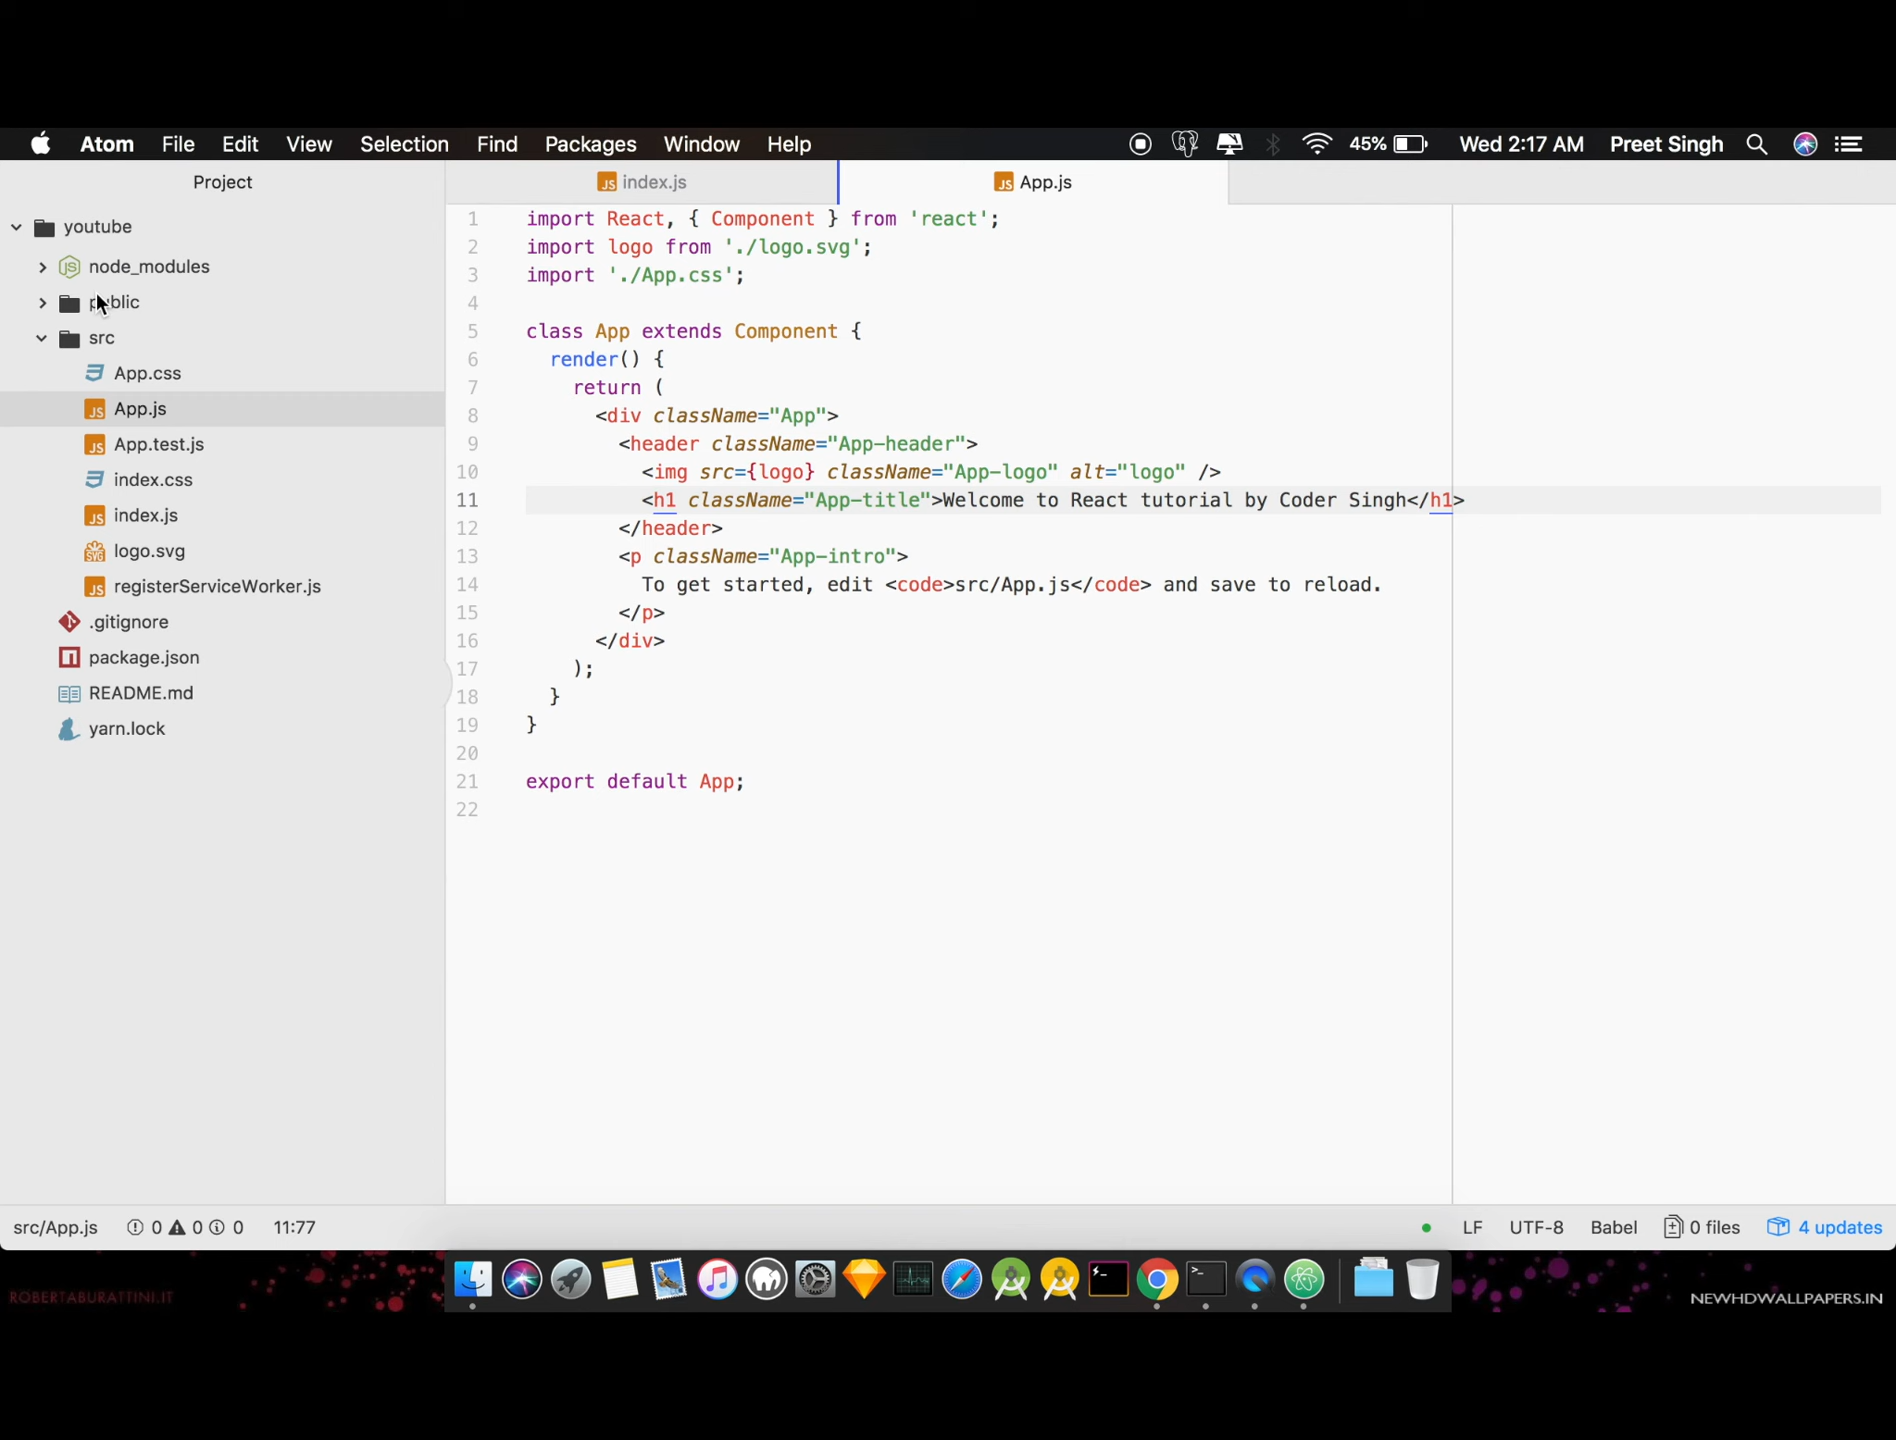 Atom File Edit View Selection Find Packages Window Help 45% Wed 2:17 AM Preet Singh
Project
youtube
node_modules
public
src
App.css
App.js
App.test.js
index.css
index.js
logo.svg
registerServiceWorker.js
.gitignore
package.json
README.md
yarn.lock
index.js App.js
1 import React, { Component } from 'react';
2 import logo from './logo.svg';
3 import './App.css';
4
5 class App extends Component {
6 render() {
7 return (
8 <div className="App">
9 <header className="App-header">
10 <img src={logo} className="App-logo" alt="logo" />
11 <h1 className="App-title">Welcome to React tutorial by Coder Singh</h1>
12 </header>
13 <p className="App-intro">
14 To get started, edit <code>src/App.js</code> and save to reload.
15 </p>
16 </div>
17 );
18 }
19 }
20
21 export default App;
22
src/App.js 0 0 0 11:77 LF UTF-8 Babel 0 files 4 updates
ROBERTABURATTINI.IT
NEWHDWALLPAPERS.IN